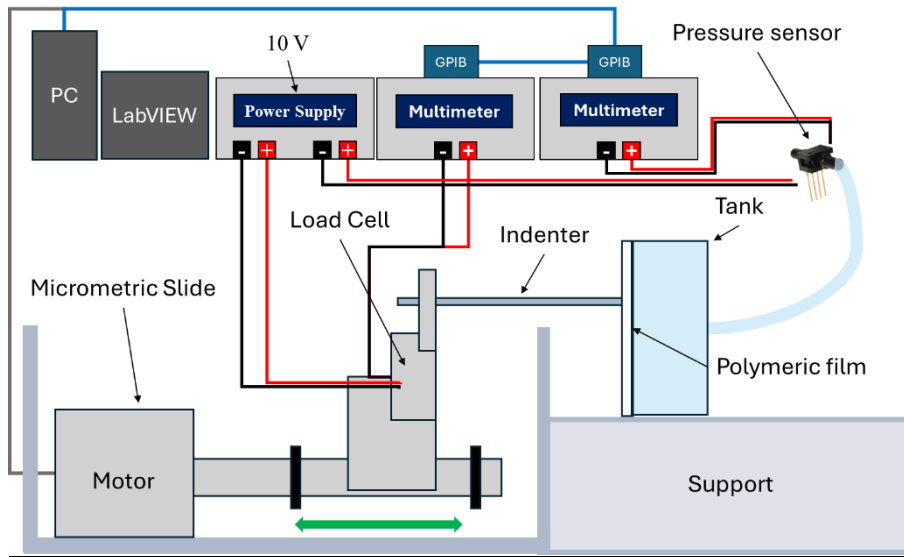 10 V
Pressure sensor
PC
LabVIEW
GPIB
GPIB
Power Supply
Multimeter
Multimeter
- + - +
- +
- +
Load Cell
Indenter
Tank
Micrometric Slide
Polymeric film
Motor
Support